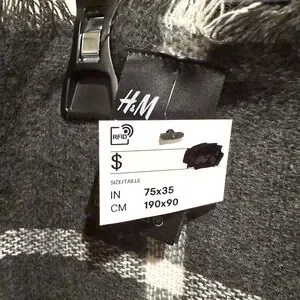 H&M
RFID
$
SIZE/TAILLE
IN 75x35
CM 190x90